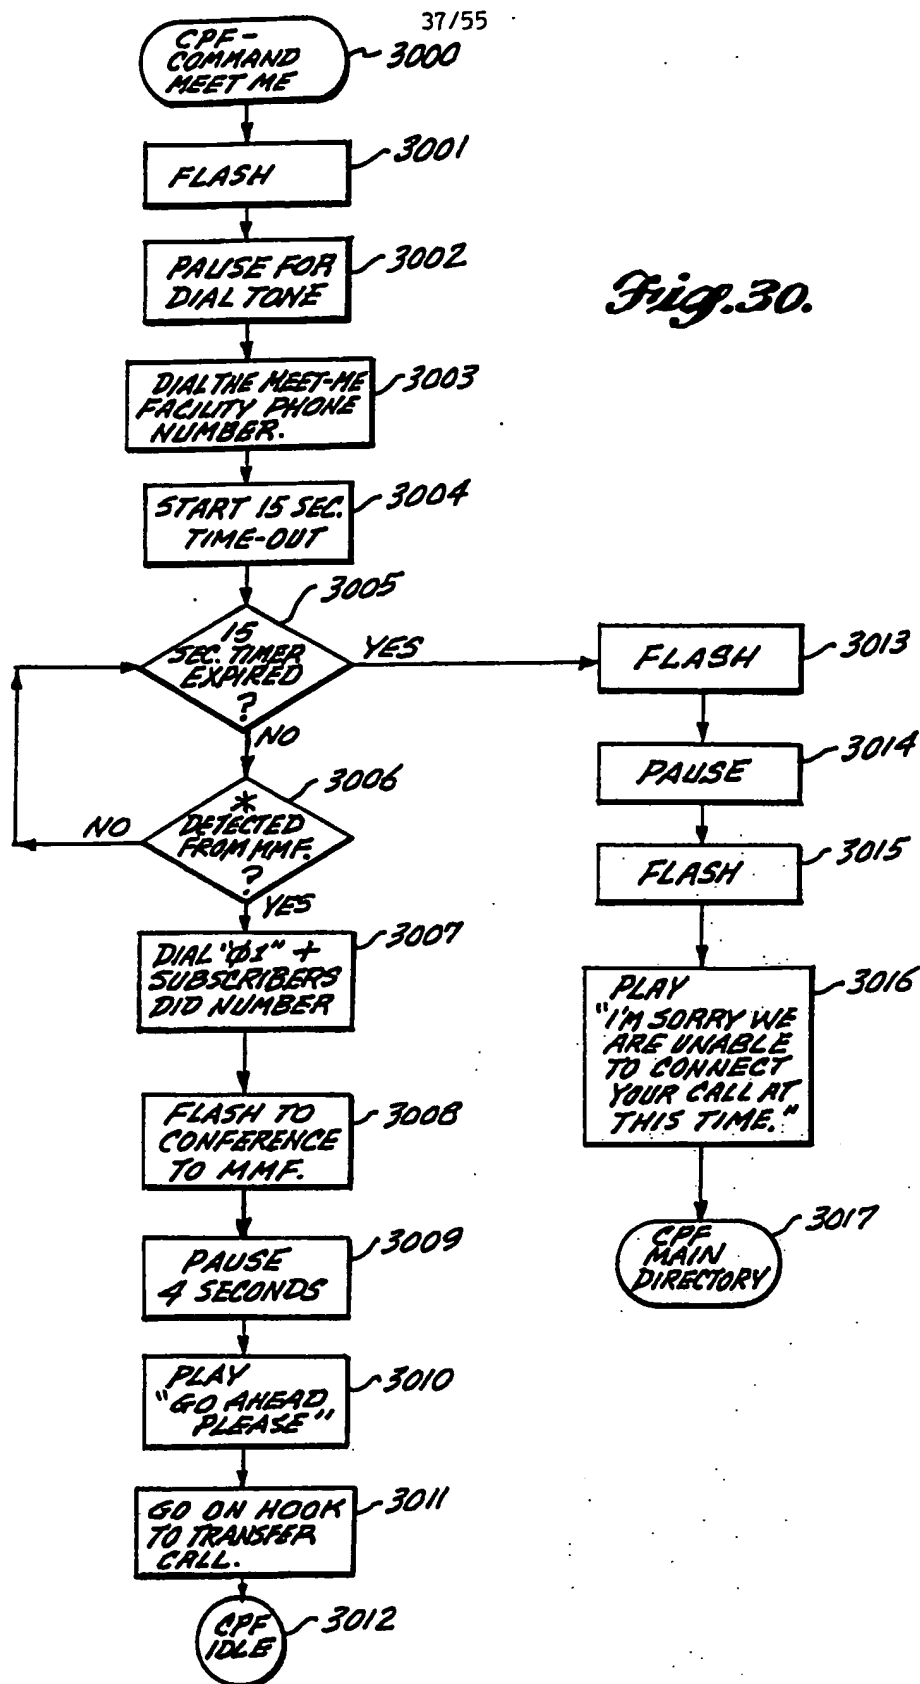 37/55
CPF-
COMMAND
MEET ME
3000
FLASH
3001
PAUSE FOR
DIAL TONE
3002
Fig. 30.
DIAL THE MEET-ME
FACILITY PHONE
NUMBER.
3003
START 15 SEC.
TIME-OUT
3004
15
SEC. TIMER
EXPIRED
?
3005
YES
NO
*
DETECTED
FROM MMF.
?
3006
NO
YES
DIAL "Ø1" +
SUBSCRIBERS
DID NUMBER
3007
FLASH TO
CONFERENCE
TO MMF.
3008
PAUSE
4 SECONDS
3009
PLAY
"GO AHEAD
PLEASE"
3010
GO ON HOOK
TO TRANSFER
CALL.
3011
CPF
IDLE
3012
FLASH
3013
PAUSE
3014
FLASH
3015
PLAY
"I'M SORRY WE
ARE UNABLE
TO CONNECT
YOUR CALL AT
THIS TIME."
3016
CPF
MAIN
DIRECTORY
3017